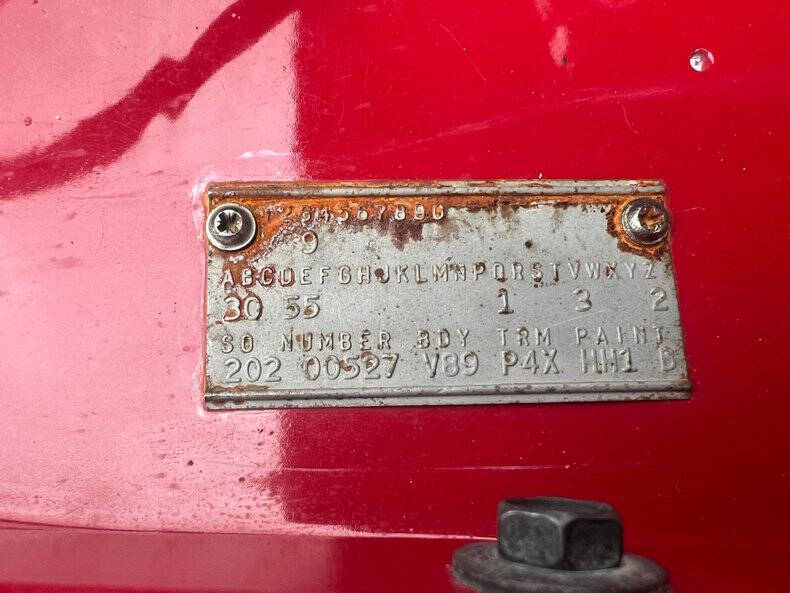 1234567890
9
ABCDEFGHJKLMNPQRSTVWXYZ
30 55 1 3 2
SO NUMBER BDY TRM PAINT
202 00527 V89 P4X HH1